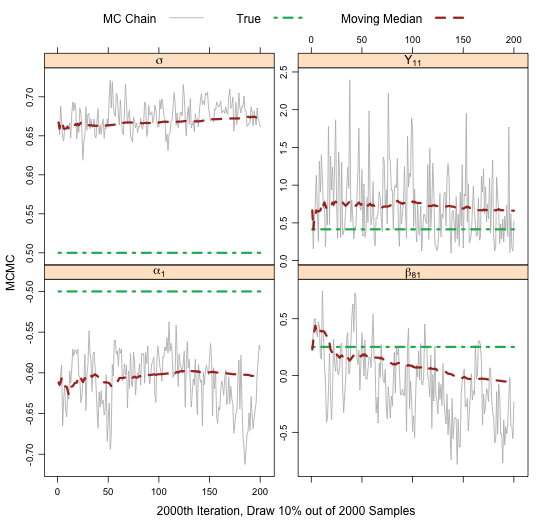 MC Chain True Moving Median
0 50 100 150 200
σ Υ₁₁
0.50 0.55 0.60 0.65 0.70
0.0 0.5 1.0 1.5 2.0 2.5
MCMC
α₁ β₈₁
-0.70 -0.65 -0.60 -0.55 -0.50
-0.5 0.0 0.5
0 50 100 150 200
2000th Iteration, Draw 10% out of 2000 Samples